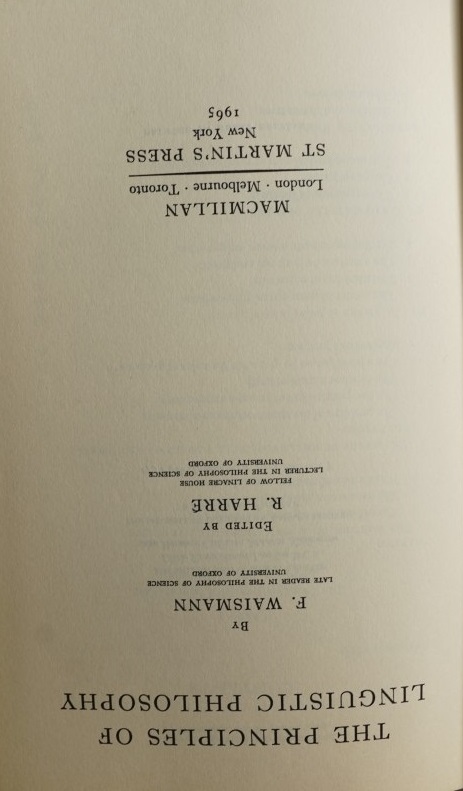 THE PRINCIPLES OF
LINGUISTIC PHILOSOPHY
BY
F. WAISMANN
LATE READER IN THE PHILOSOPHY OF SCIENCE
UNIVERSITY OF OXFORD
EDITED BY
R. HARRÉ
FELLOW OF LINACRE HOUSE
LECTURER IN THE PHILOSOPHY OF SCIENCE
UNIVERSITY OF OXFORD
MACMILLAN
London · Melbourne · Toronto
ST MARTIN'S PRESS
New York
1965